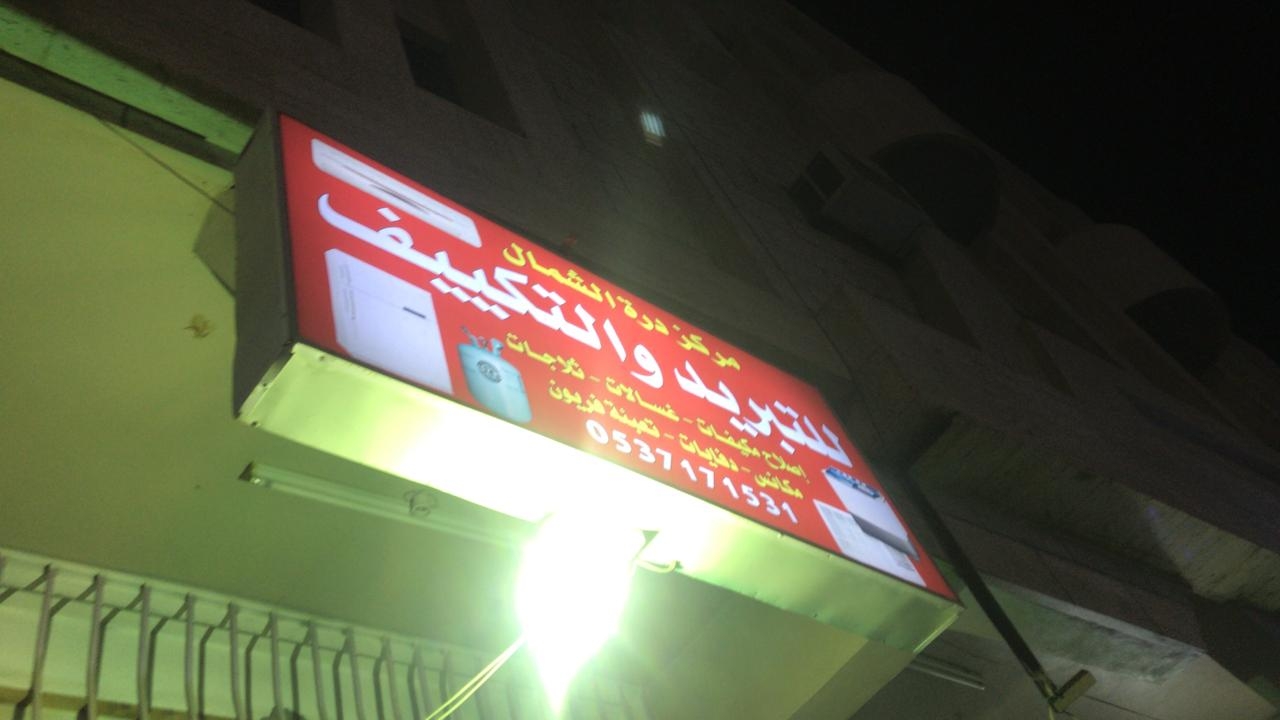 مركز درة الشمال
للتبريد والتكييف
إصلاح مكيفات - غسالات - ثلاجات
مكانس - دفايات - تعبئة فريون
0537171531